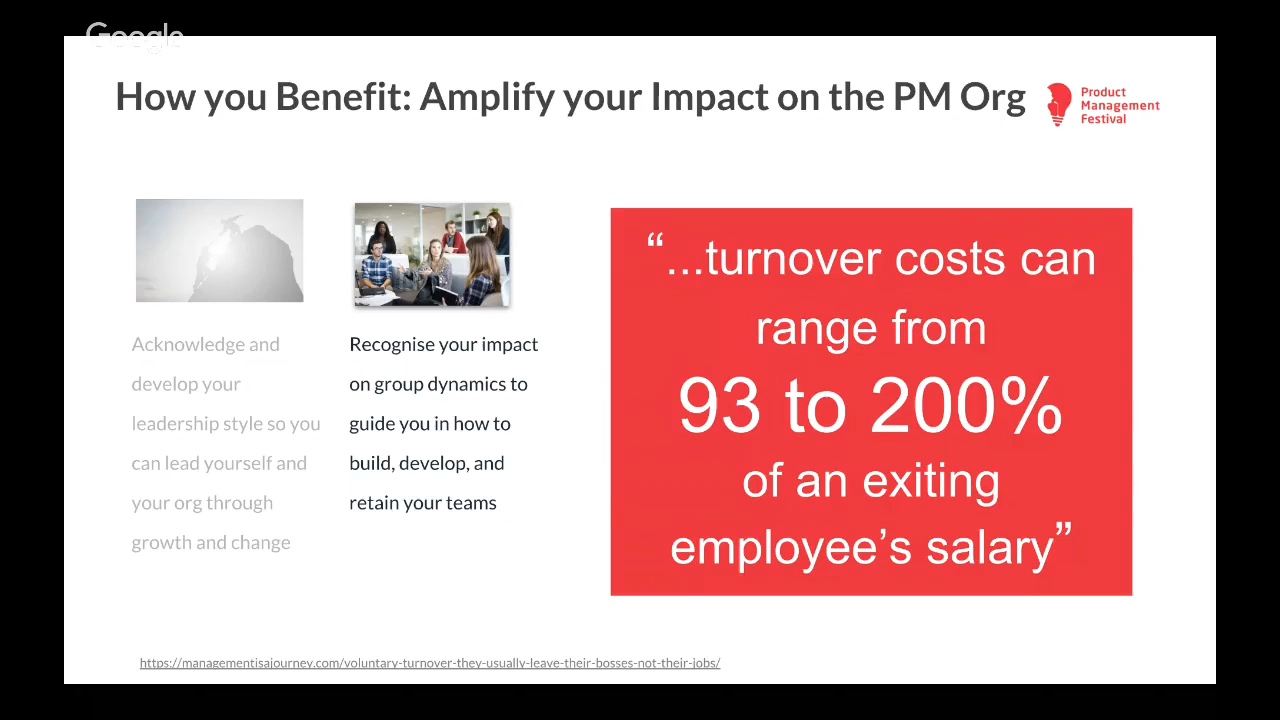 Google
How you Benefit: Amplify your Impact on the PM Org
Product
Management
Festival
Acknowledge and
develop your
leadership style so you
can lead yourself and
your org through
growth and change
Recognise your impact
on group dynamics to
guide you in how to
build, develop, and
retain your teams
“...turnover costs can
range from
93 to 200%
of an exiting
employee’s salary”
https://managementisajourney.com/voluntary-turnover-they-usually-leave-their-bosses-not-their-jobs/